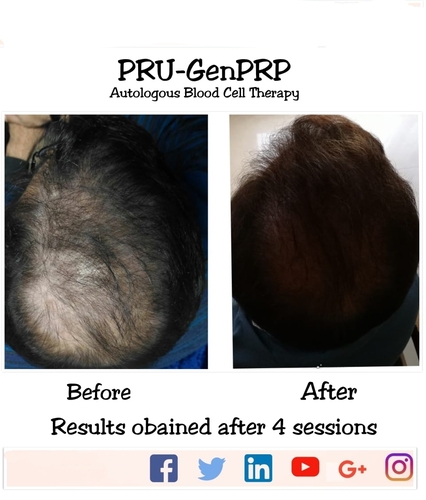 PRU-GenPRP
Autologous Blood Cell Therapy
Before
After
Results obained after 4 sessions